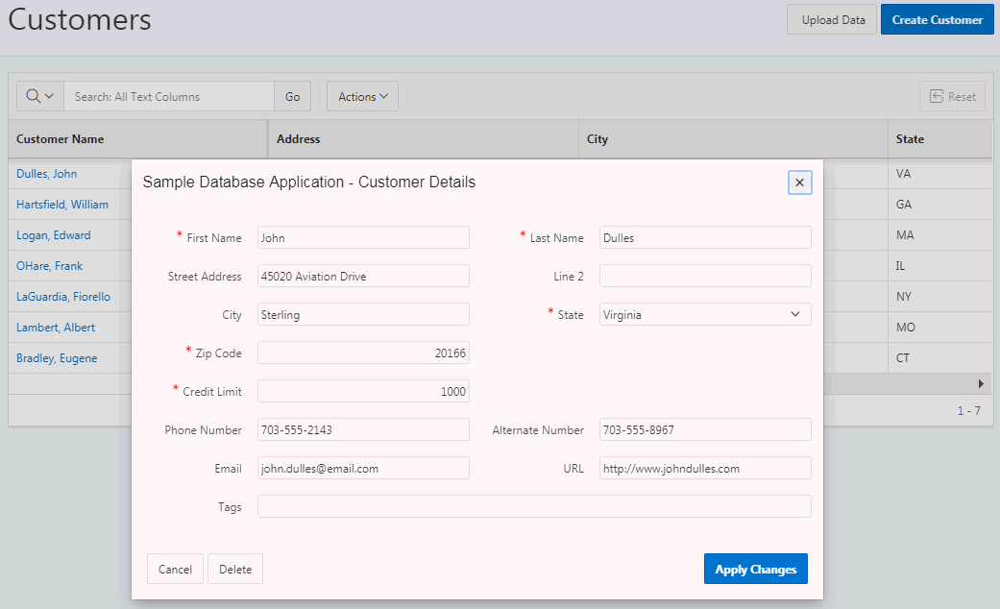 Customers
Upload Data
Create Customer
Search: All Text Columns
Go
Actions
Reset
Customer Name Address City State
Dulles, John VA
Hartsfield, William GA
Logan, Edward MA
OHare, Frank IL
LaGuardia, Fiorello NY
Lambert, Albert MO
Bradley, Eugene CT
1 - 7
Sample Database Application - Customer Details
* First Name John * Last Name Dulles
Street Address 45020 Aviation Drive Line 2
City Sterling * State Virginia
* Zip Code 20166
* Credit Limit 1000
Phone Number 703-555-2143 Alternate Number 703-555-8967
Email john.dulles@email.com URL http://www.johndulles.com
Tags
Cancel Delete Apply Changes